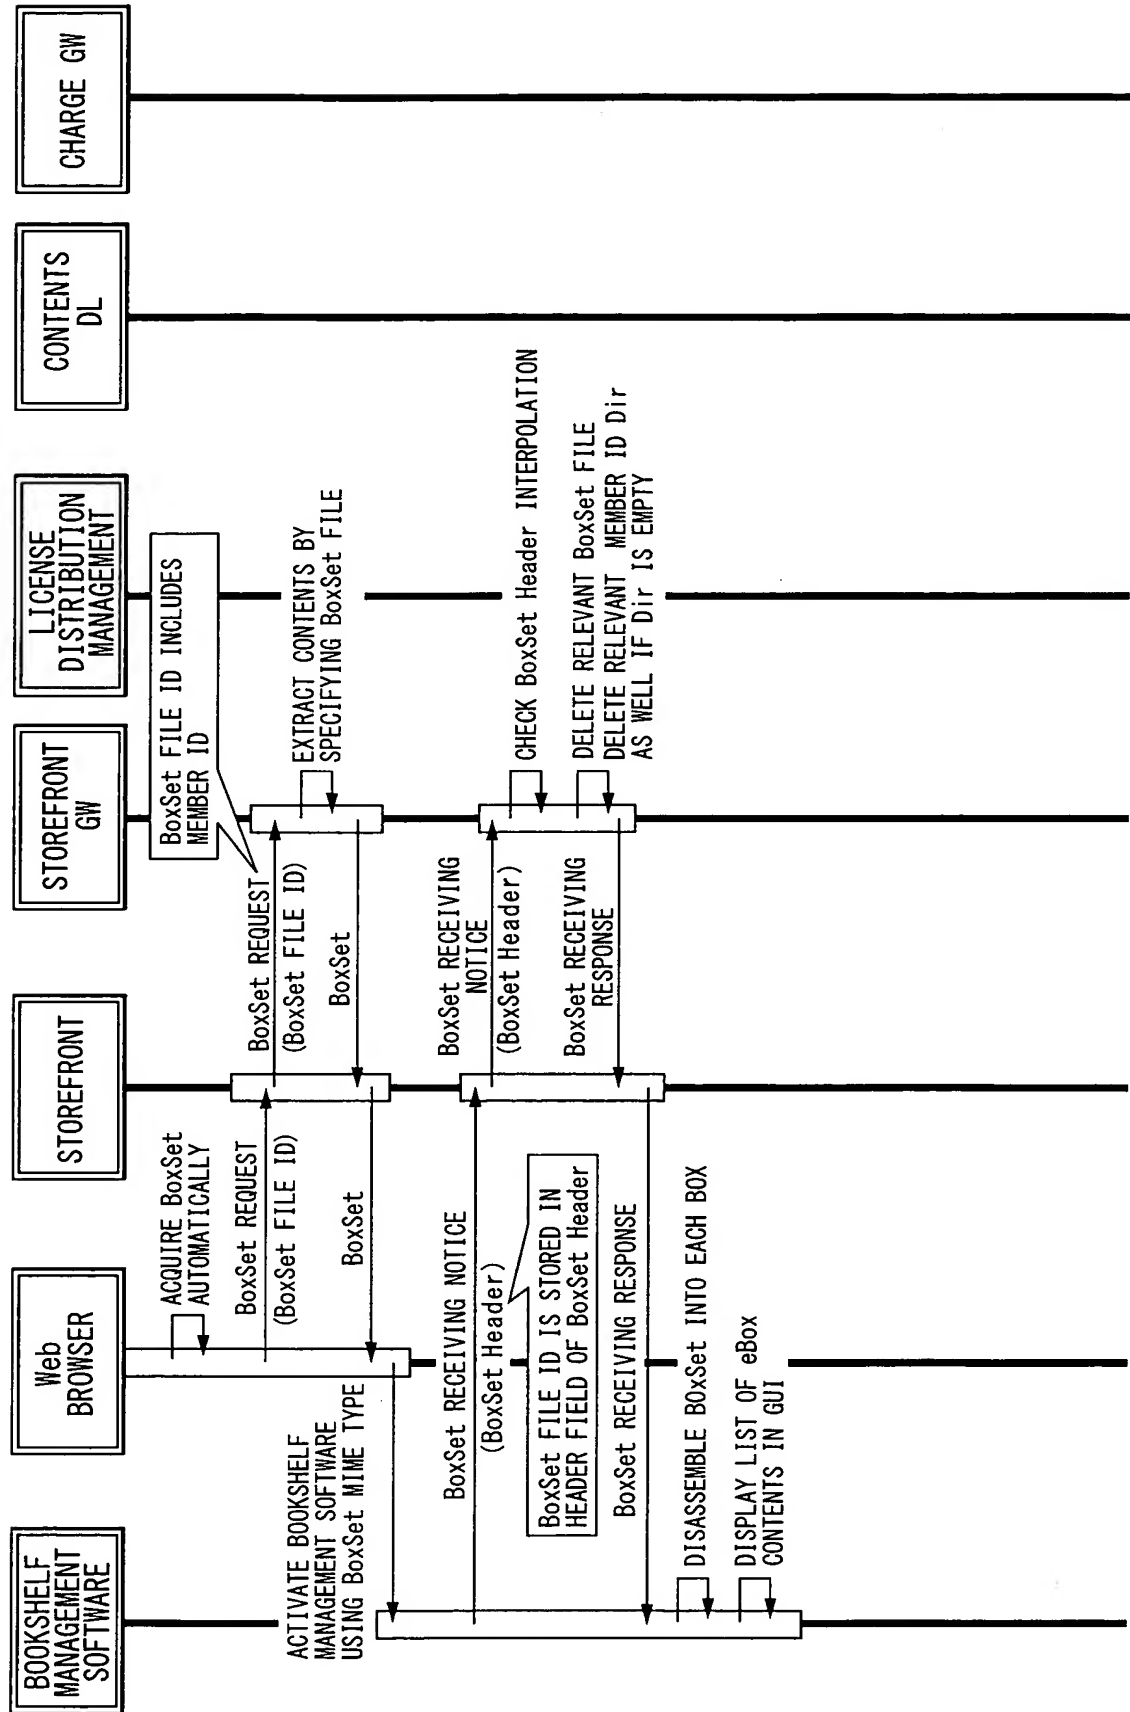 BOOKSHELF
MANAGEMENT
SOFTWARE
Web
BROWSER
STOREFRONT
STOREFRONT
GW
LICENSE
DISTRIBUTION
MANAGEMENT
CONTENTS
DL
CHARGE GW
ACQUIRE BoxSet
AUTOMATICALLY
BoxSet FILE ID INCLUDES
MEMBER ID
BoxSet REQUEST
(BoxSet FILE ID)
BoxSet REQUEST
(BoxSet FILE ID)
EXTRACT CONTENTS BY
SPECIFYING BoxSet FILE
BoxSet
BoxSet
ACTIVATE BOOKSHELF
MANAGEMENT SOFTWARE
USING BoxSet MIME TYPE
BoxSet RECEIVING NOTICE
(BoxSet Header)
BoxSet RECEIVING
NOTICE
(BoxSet Header)
CHECK BoxSet Header INTERPOLATION
BoxSet FILE ID IS STORED IN
HEADER FIELD OF BoxSet Header
DELETE RELEVANT BoxSet FILE
DELETE RELEVANT MEMBER ID Dir
AS WELL IF Dir IS EMPTY
BoxSet RECEIVING
RESPONSE
BoxSet RECEIVING RESPONSE
DISASSEMBLE BOxSet INTO EACH BOX
DISPLAY LIST OF eBox
CONTENTS IN GUI